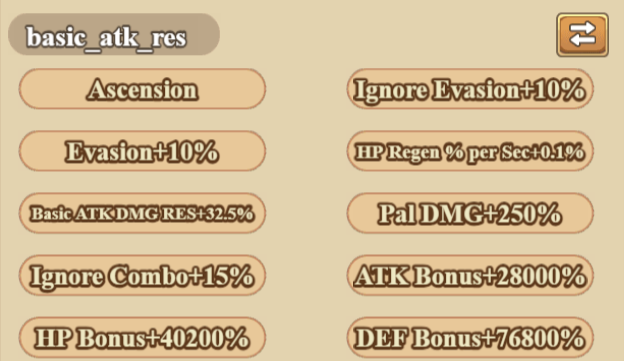 basic_atk_res
Ascension
Ignore Evasion+10%
Evasion+10%
HP Regen % per Sec+0.1%
Basic ATK DMG RES+32.5%
Pal DMG+250%
Ignore Combo+15%
ATK Bonus+28000%
HP Bonus+40200%
DEF Bonus+76800%